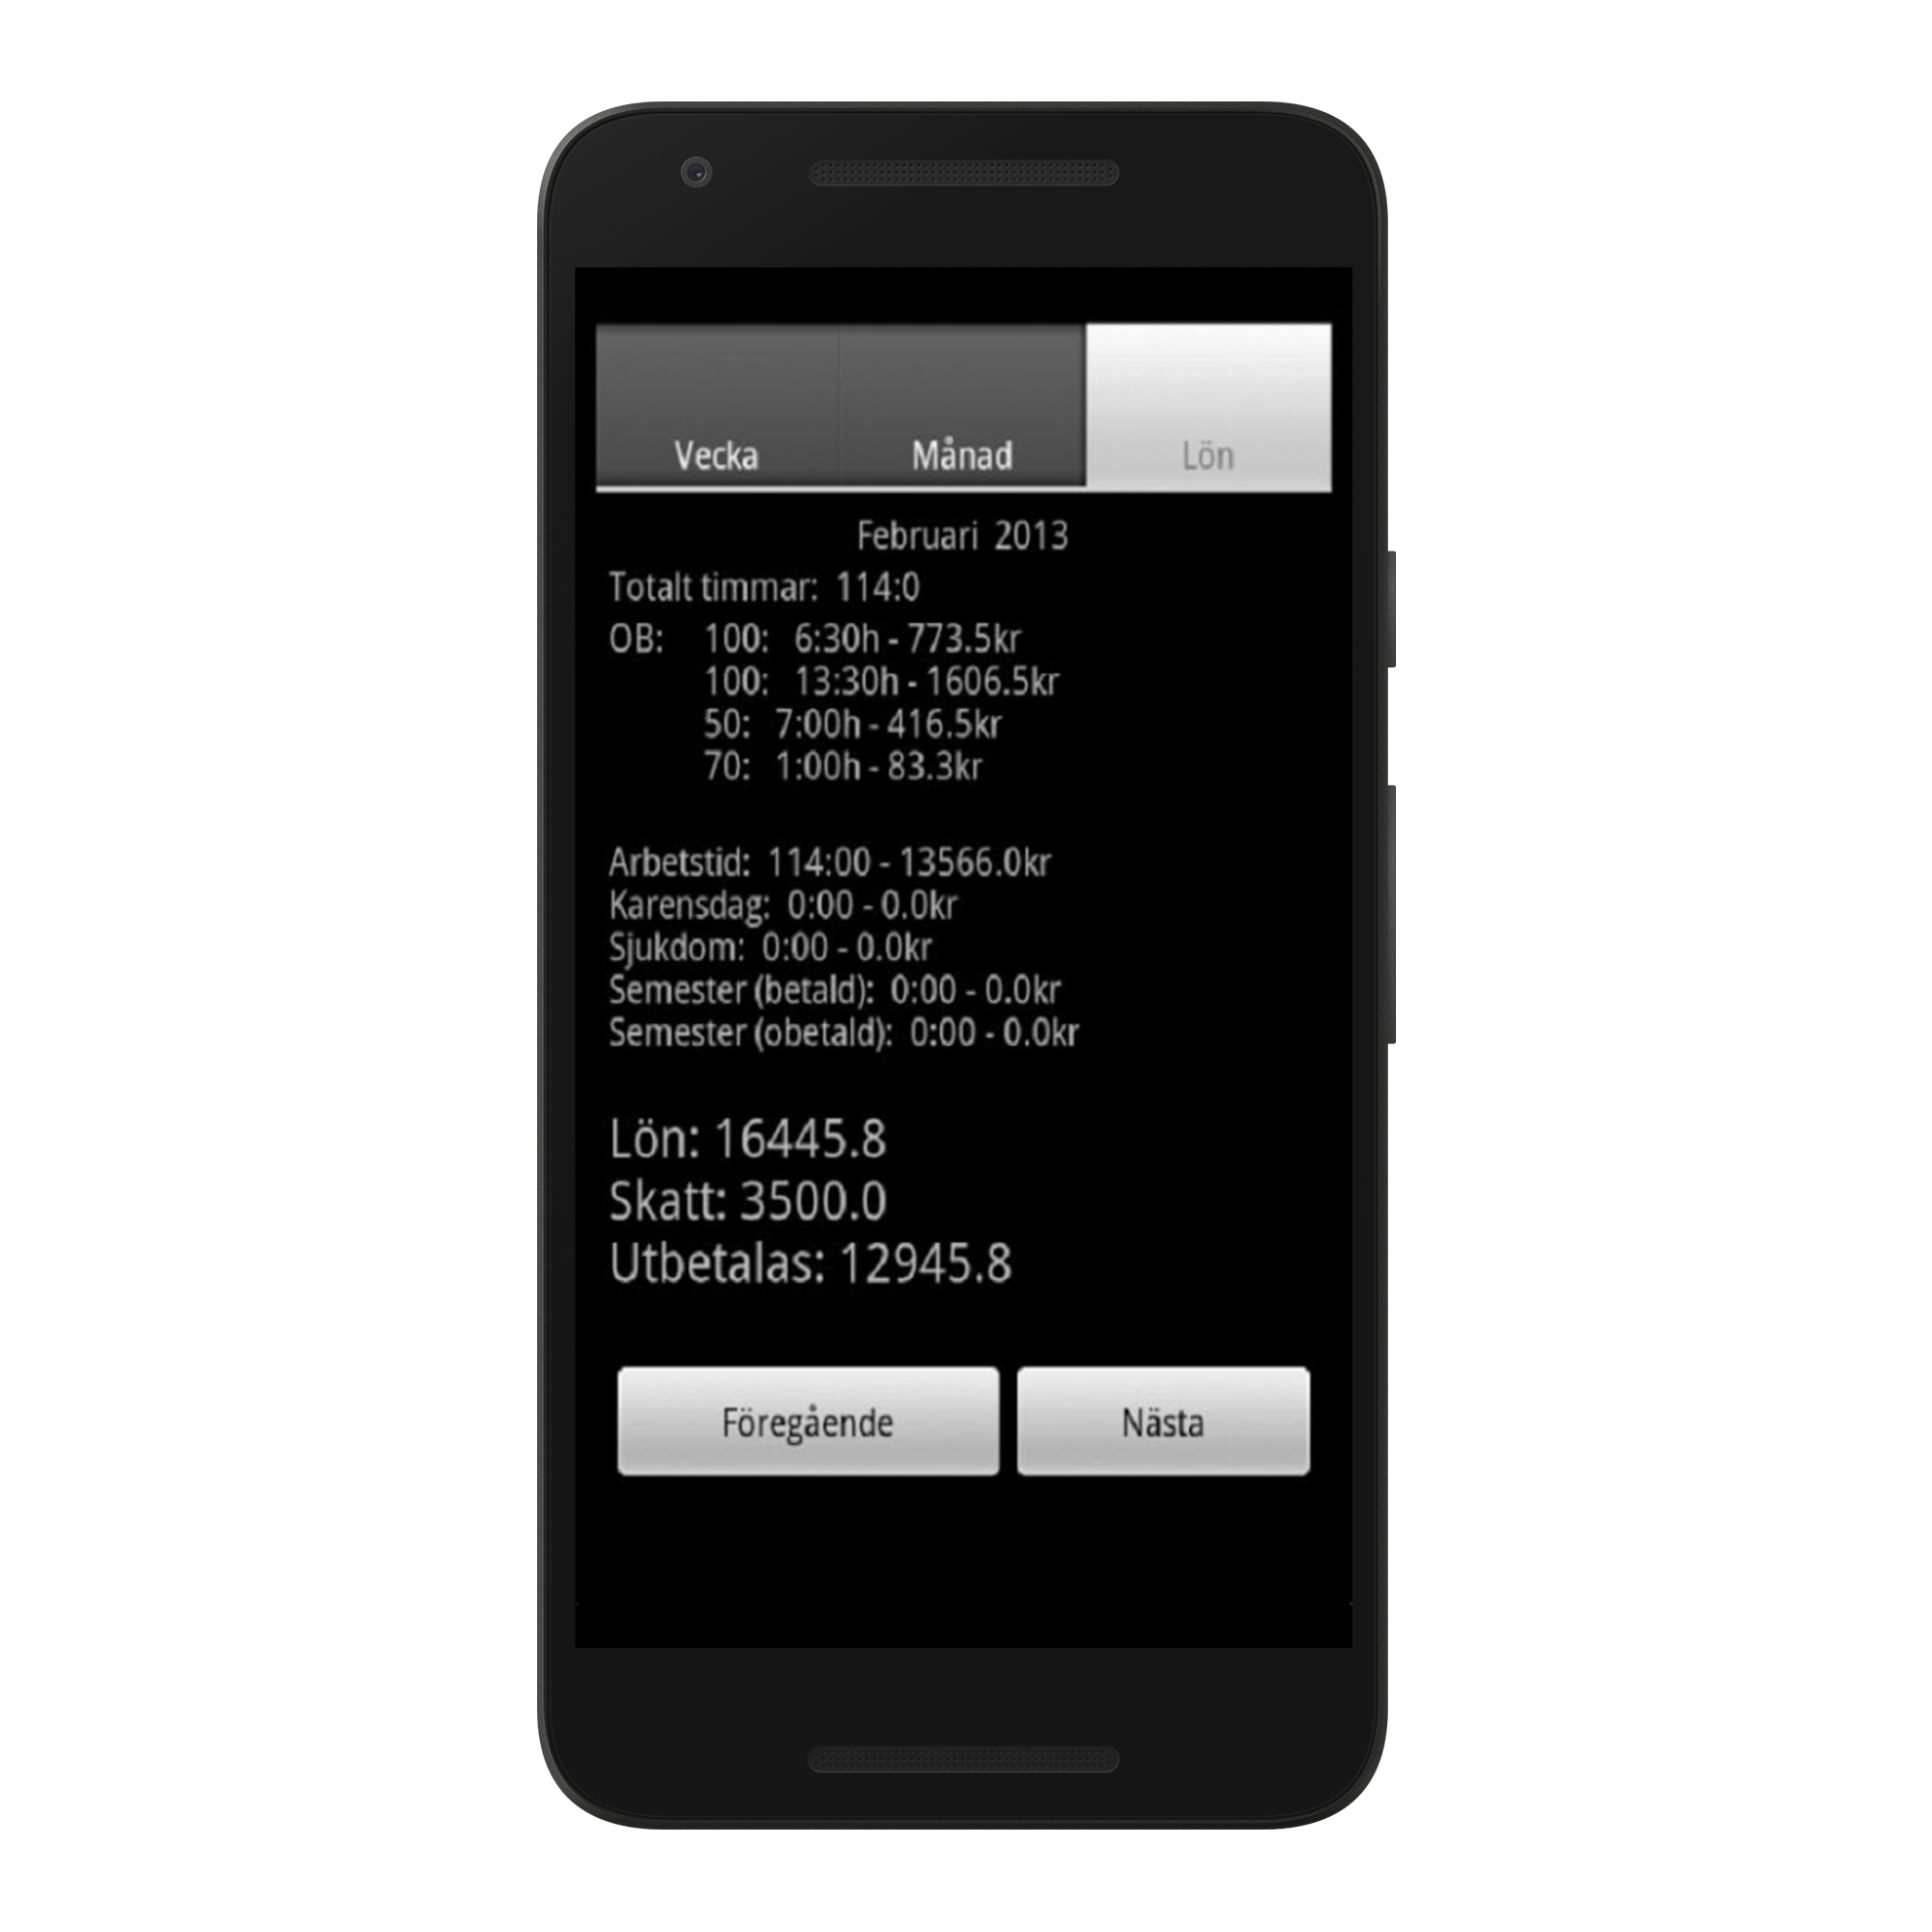 Vecka Månad Lön
Februari 2013
Totalt timmar: 114:0
OB: 100: 6:30h - 773.5kr
100: 13:30h - 1606.5kr
50: 7:00h - 416.5kr
70: 1:00h - 83.3kr
Arbetstid: 114:00 - 13566.0kr
Karensdag: 0:00 - 0.0kr
Sjukdom: 0:00 - 0.0kr
Semester (betald): 0:00 - 0.0kr
Semester (obetald): 0:00 - 0.0kr
Lön: 16445.8
Skatt: 3500.0
Utbetalas: 12945.8
Föregående Nästa